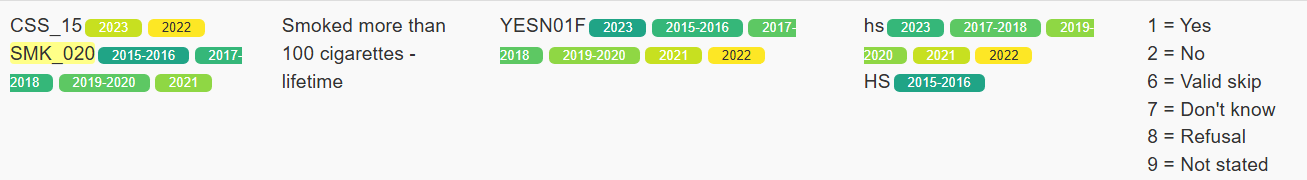 CSS_15 2023 2022
SMK_020 2015-2016 2017-
2018 2019-2020 2021
Smoked more than
100 cigarettes -
lifetime
YESN01F 2023 2015-2016 2017-
2018 2019-2020 2021 2022
hs 2023 2017-2018 2019-
2020 2021 2022
HS 2015-2016
1 = Yes
2 = No
6 = Valid skip
7 = Don't know
8 = Refusal
9 = Not stated